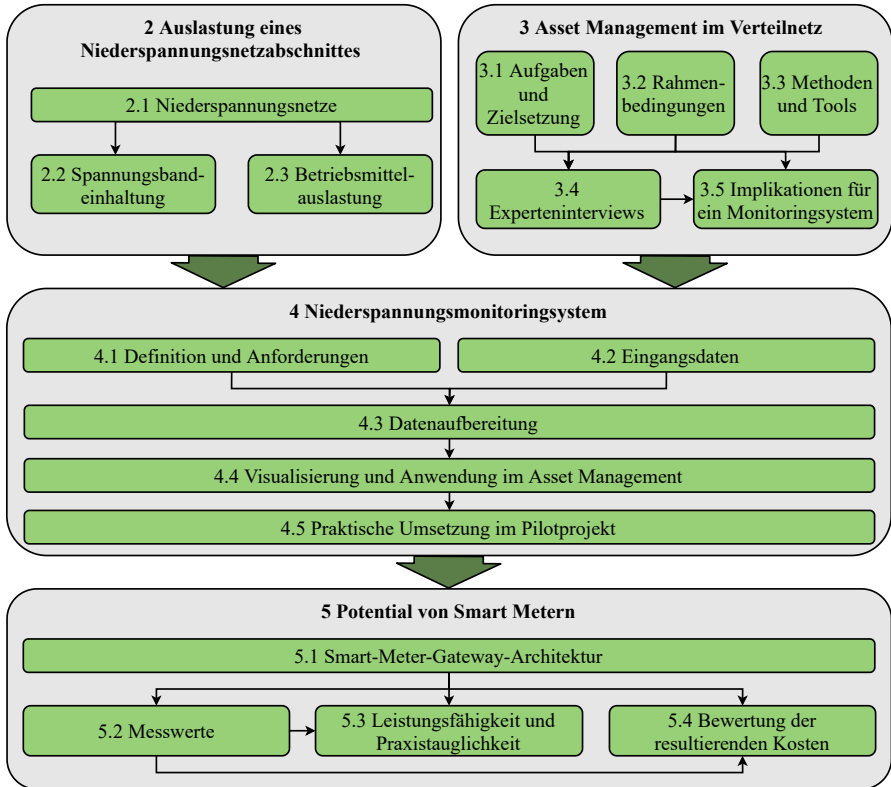 2 Auslastung eines
Niederspannungsnetzabschnittes
2.1 Niederspannungsnetze
2.2 Spannungsband-
einhaltung
2.3 Betriebsmittel-
auslastung
3 Asset Management im Verteilnetz
3.1 Aufgaben
und
Zielsetzung
3.2 Rahmen-
bedingungen
3.3 Methoden
und Tools
3.4
Experteninterviews
3.5 Implikationen für
ein Monitoringsystem
4 Niederspannungsmonitoringsystem
4.1 Definition und Anforderungen
4.2 Eingangsdaten
4.3 Datenaufbereitung
4.4 Visualisierung und Anwendung im Asset Management
4.5 Praktische Umsetzung im Pilotprojekt
5 Potential von Smart Metern
5.1 Smart-Meter-Gateway-Architektur
5.2 Messwerte
5.3 Leistungsfähigkeit und
Praxistauglichkeit
5.4 Bewertung der
resultierenden Kosten